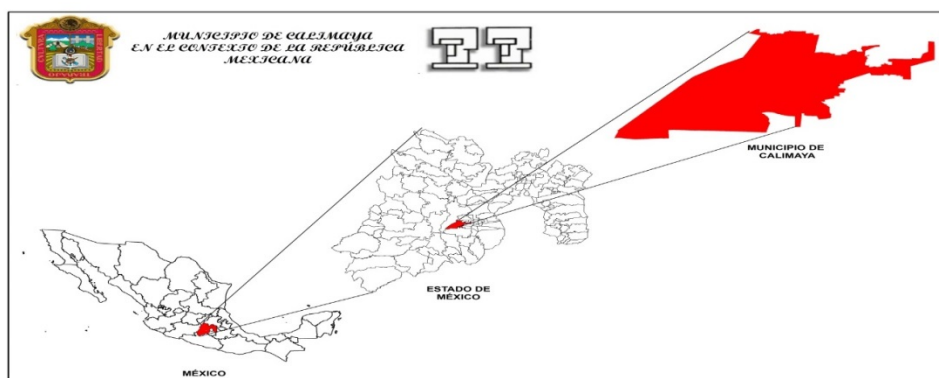 MUNICIPIO DE CALIMAYA
EN EL CONTEXTO DE LA REPÚBLICA
MEXICANA
MUNICIPIO DE
CALIMAYA
ESTADO DE
MÉXICO
MÉXICO